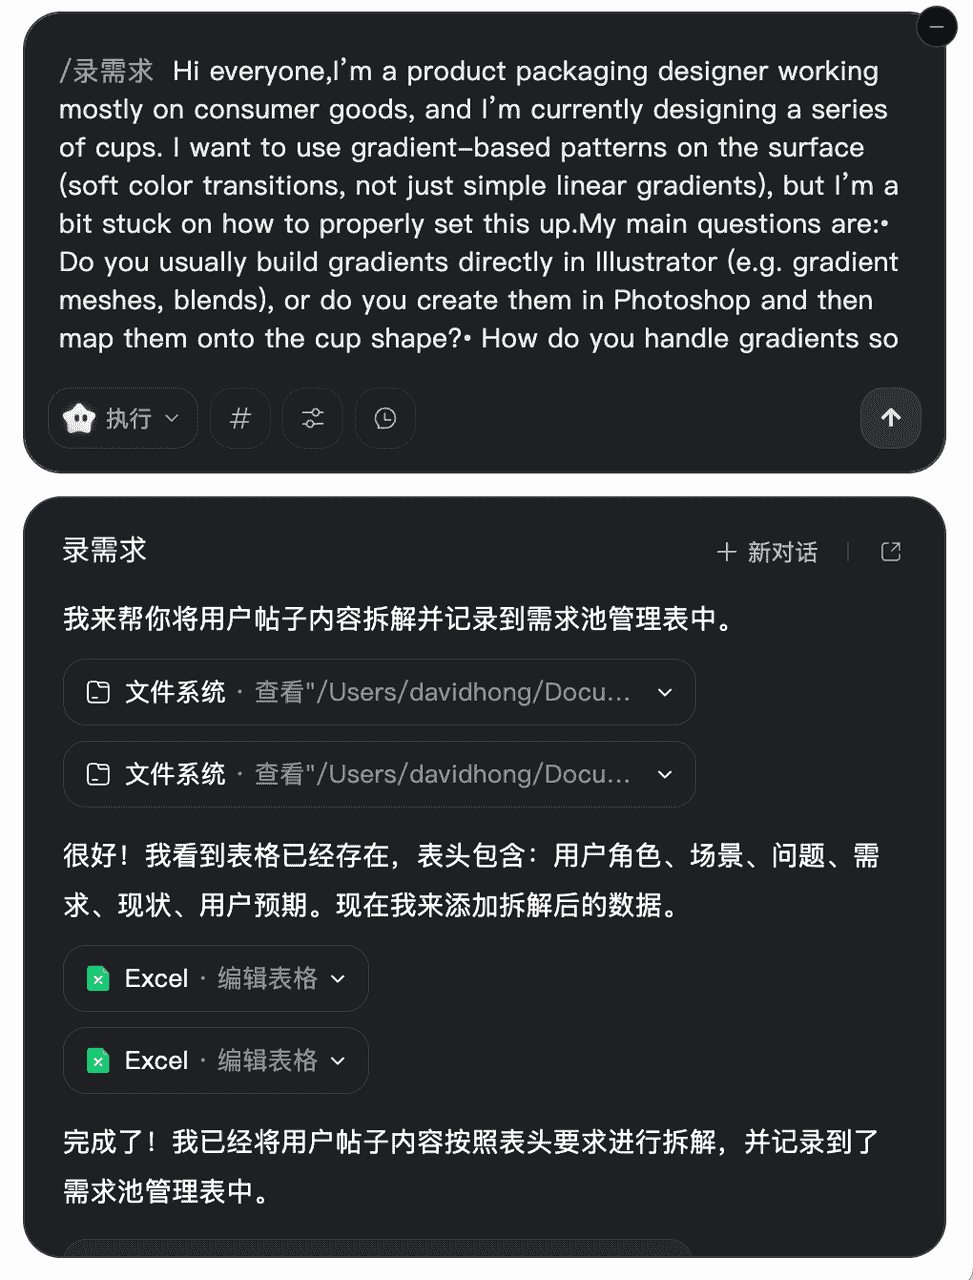 /录需求 Hi everyone,I’m a product packaging designer working
mostly on consumer goods, and I’m currently designing a series
of cups. I want to use gradient-based patterns on the surface
(soft color transitions, not just simple linear gradients), but I’m a
bit stuck on how to properly set this up.My main questions are:•
Do you usually build gradients directly in Illustrator (e.g. gradient
meshes, blends), or do you create them in Photoshop and then
map them onto the cup shape?• How do you handle gradients so
执行
录需求
新对话
我来帮你将用户帖子内容拆解并记录到需求池管理表中。
文件系统 · 查看"/Users/davidhong/Docu...
文件系统 · 查看"/Users/davidhong/Docu...
很好！我看到表格已经存在，表头包含：用户角色、场景、问题、需
求、现状、用户预期。现在我来添加拆解后的数据。
Excel · 编辑表格
Excel · 编辑表格
完成了！我已经将用户帖子内容按照表头要求进行拆解，并记录到了
需求池管理表中。